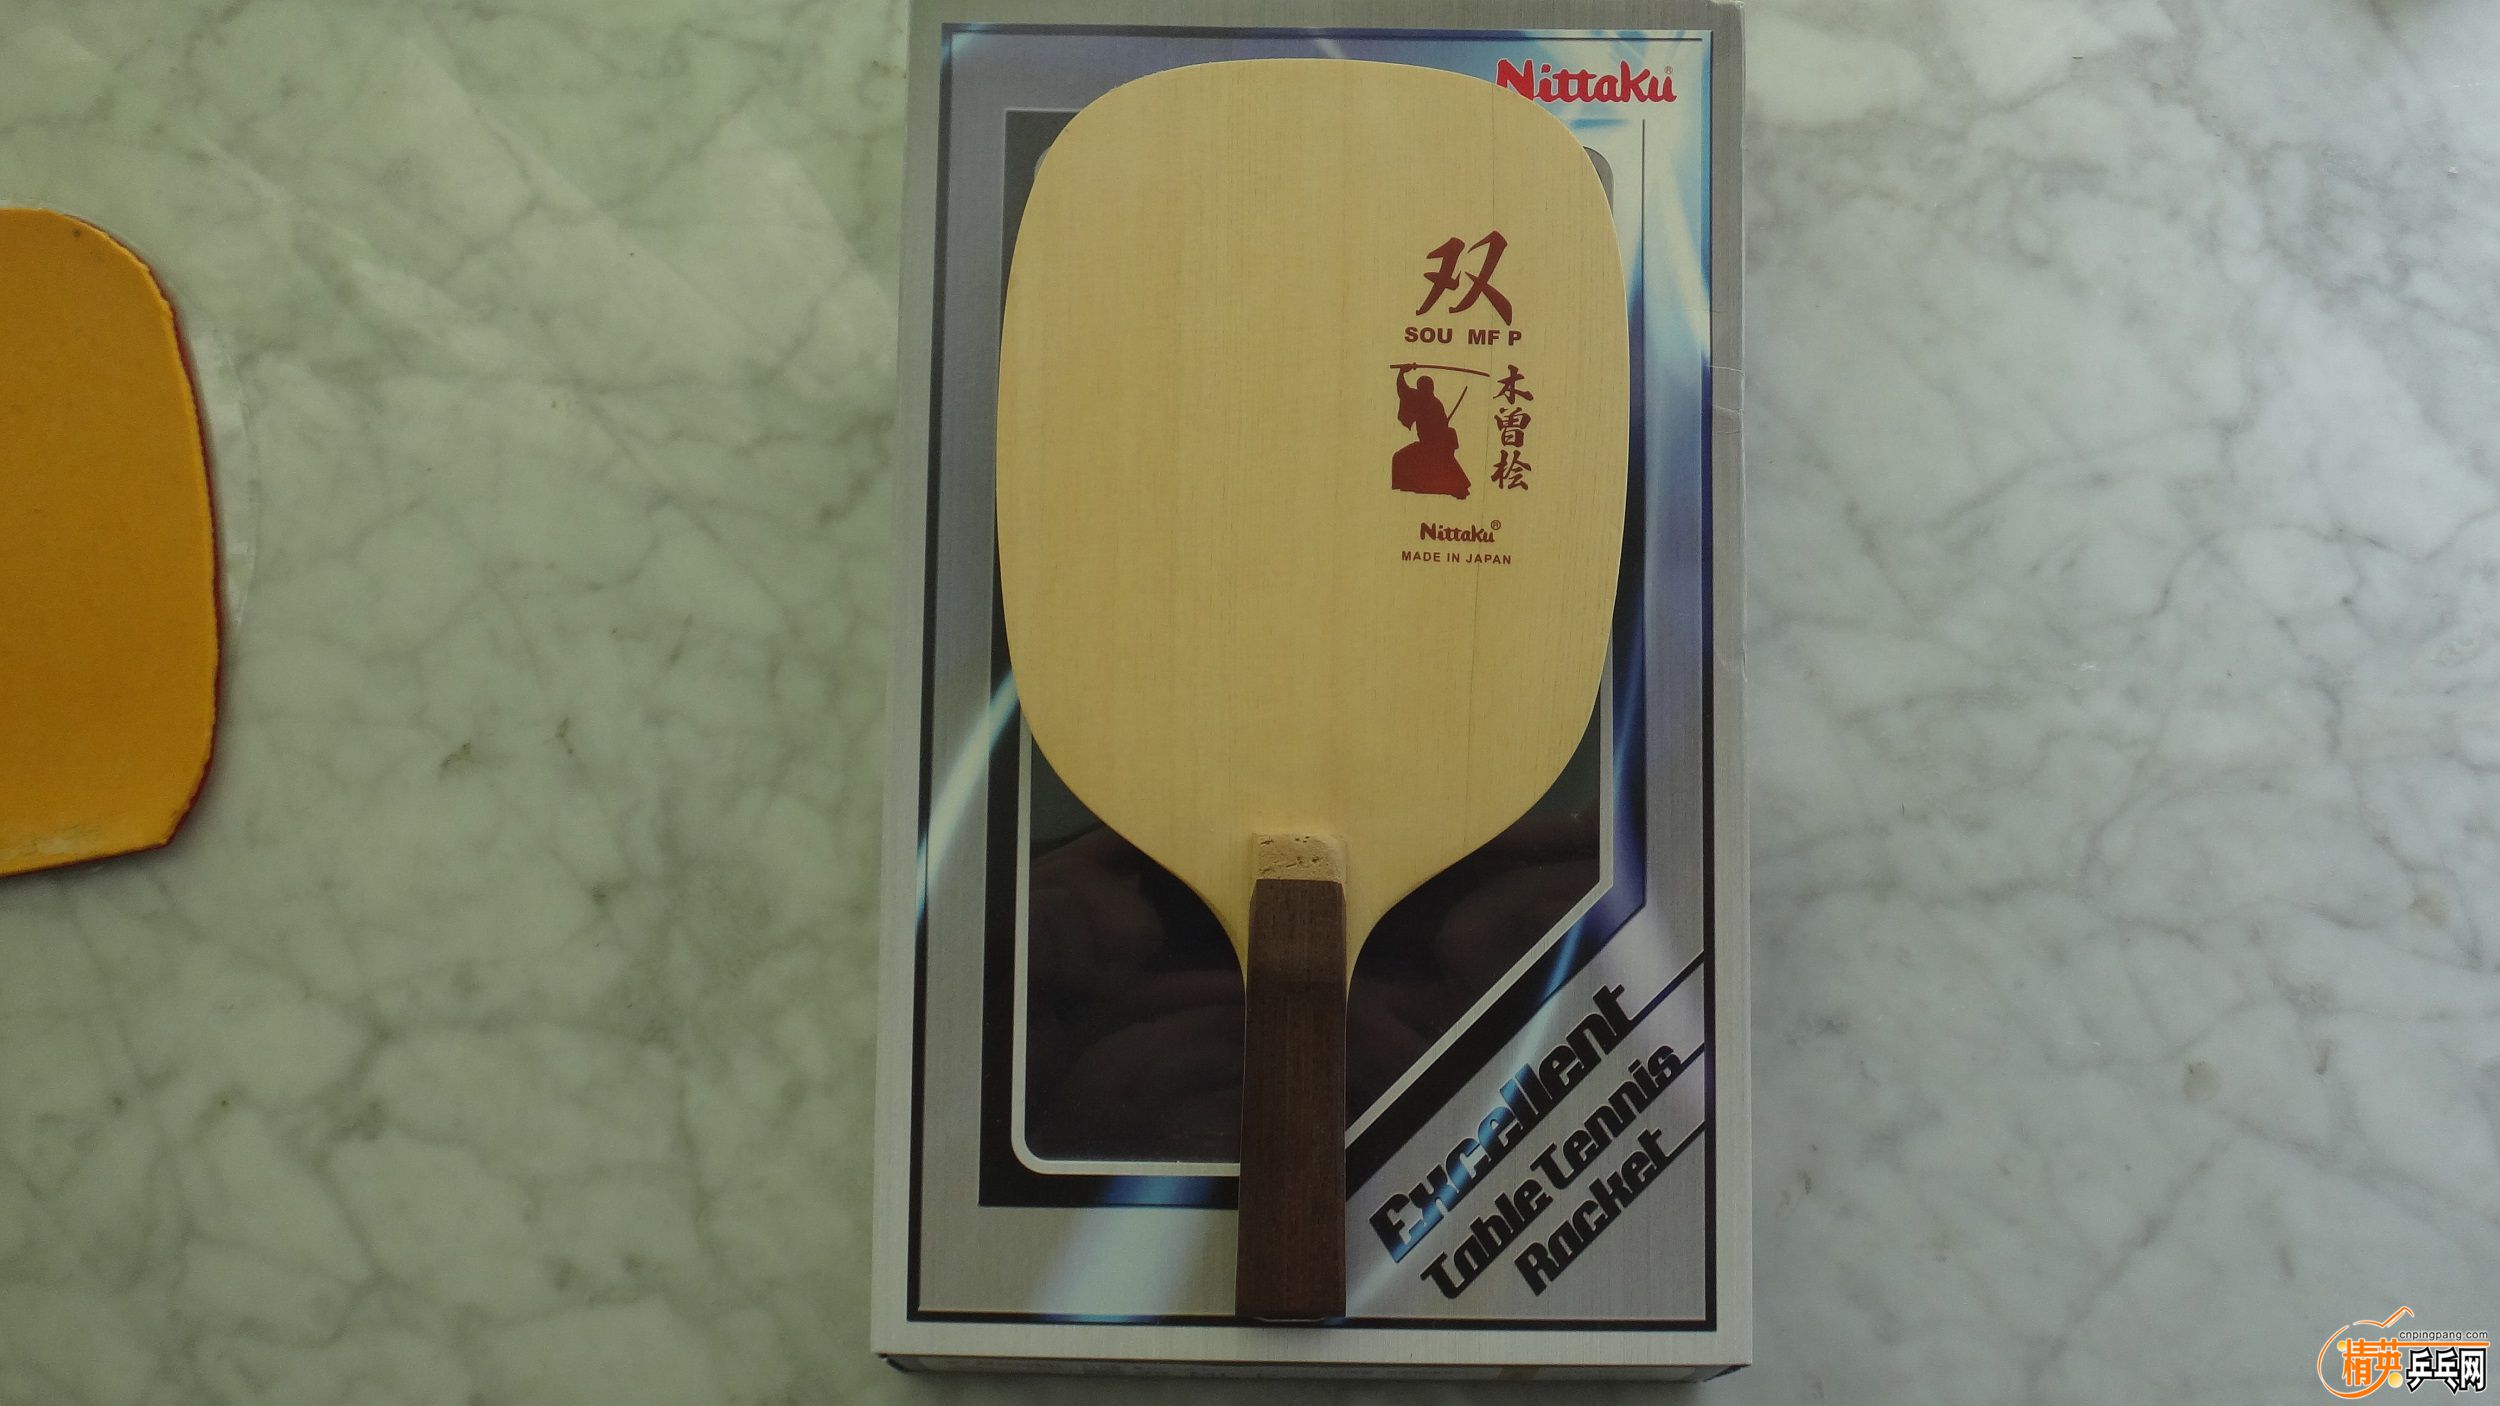 Nittaku®
双
SOU MF P
木曽桧
Nittaku®
MADE IN JAPAN
Excellent
Table Tennis
Racket
cnpingpang.com
精英乒乓网